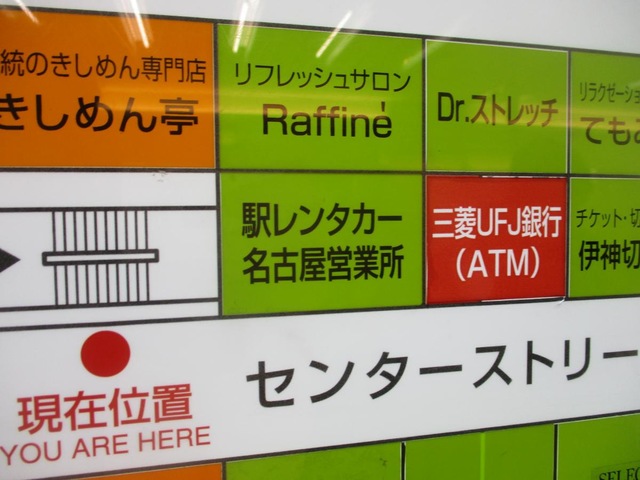 統のきしめん専門店
きしめん亭
リフレッシュサロン
Raffiné
Dr.ストレッチ
リラクゼーショ
てもみ
駅レンタカー
名古屋営業所
三菱UFJ銀行
(ATM)
チケット・切
伊神切
現在位置
YOU ARE HERE
センターストリー
SELEC